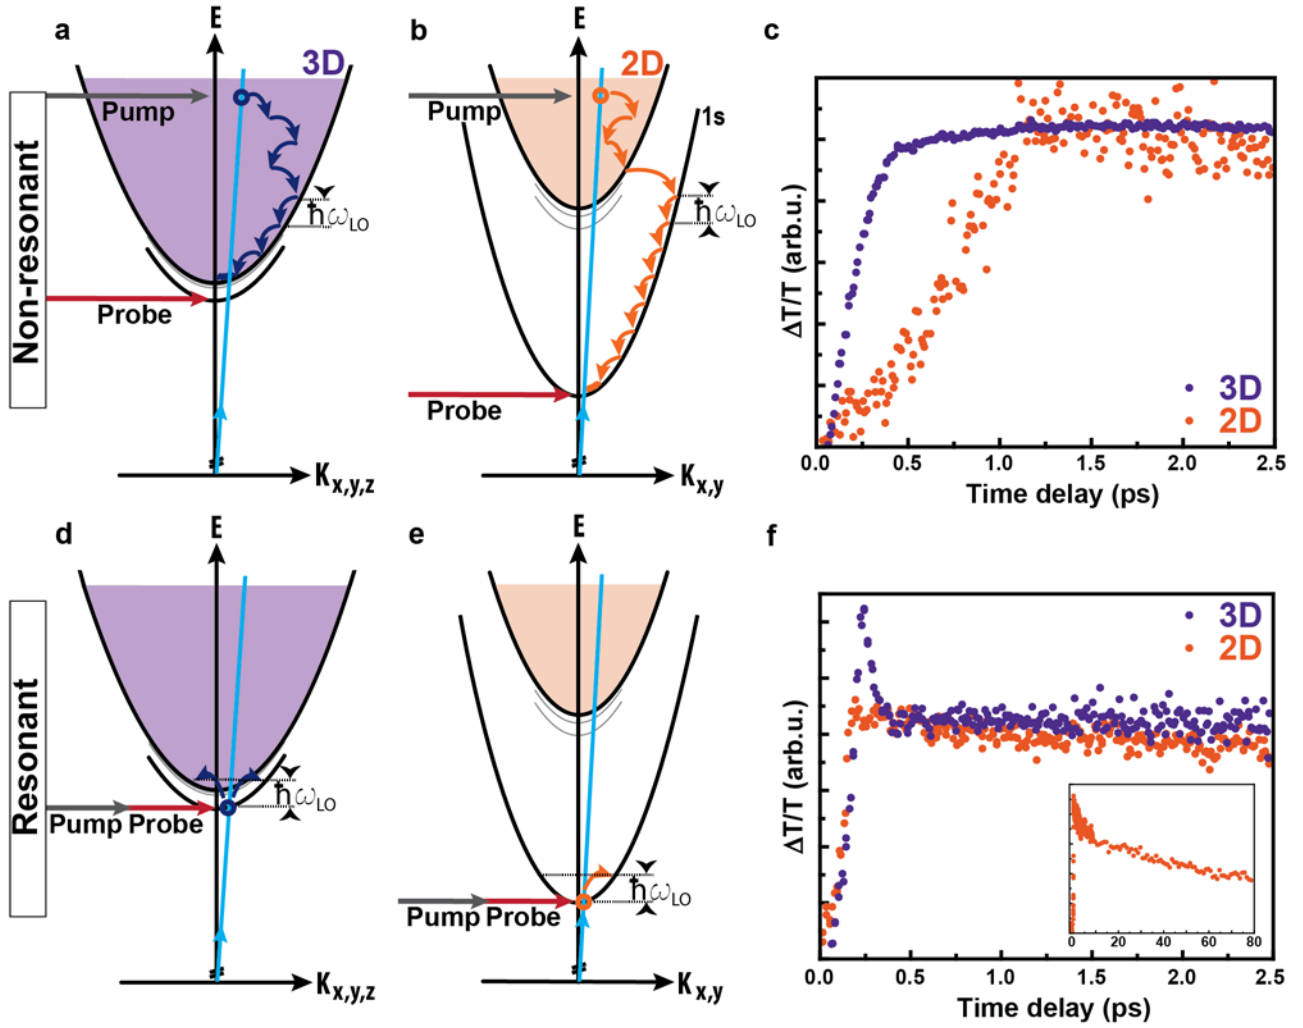 a
E
3D
Non-resonant
Pump
ħωLO
Probe
Kx,y,z
b
E
2D
Pump
1s
ħωLO
Probe
Kx,y
c
ΔT/T (arb.u.)
3D
2D
0.0 0.5 1.0 1.5 2.0 2.5
Time delay (ps)
d
E
Resonant
ħωLO
Pump Probe
Kx,y,z
e
E
ħωLO
Pump Probe
Kx,y
f
ΔT/T (arb.u.)
3D
2D
0 20 40 60 80
0.0 0.5 1.0 1.5 2.0 2.5
Time delay (ps)